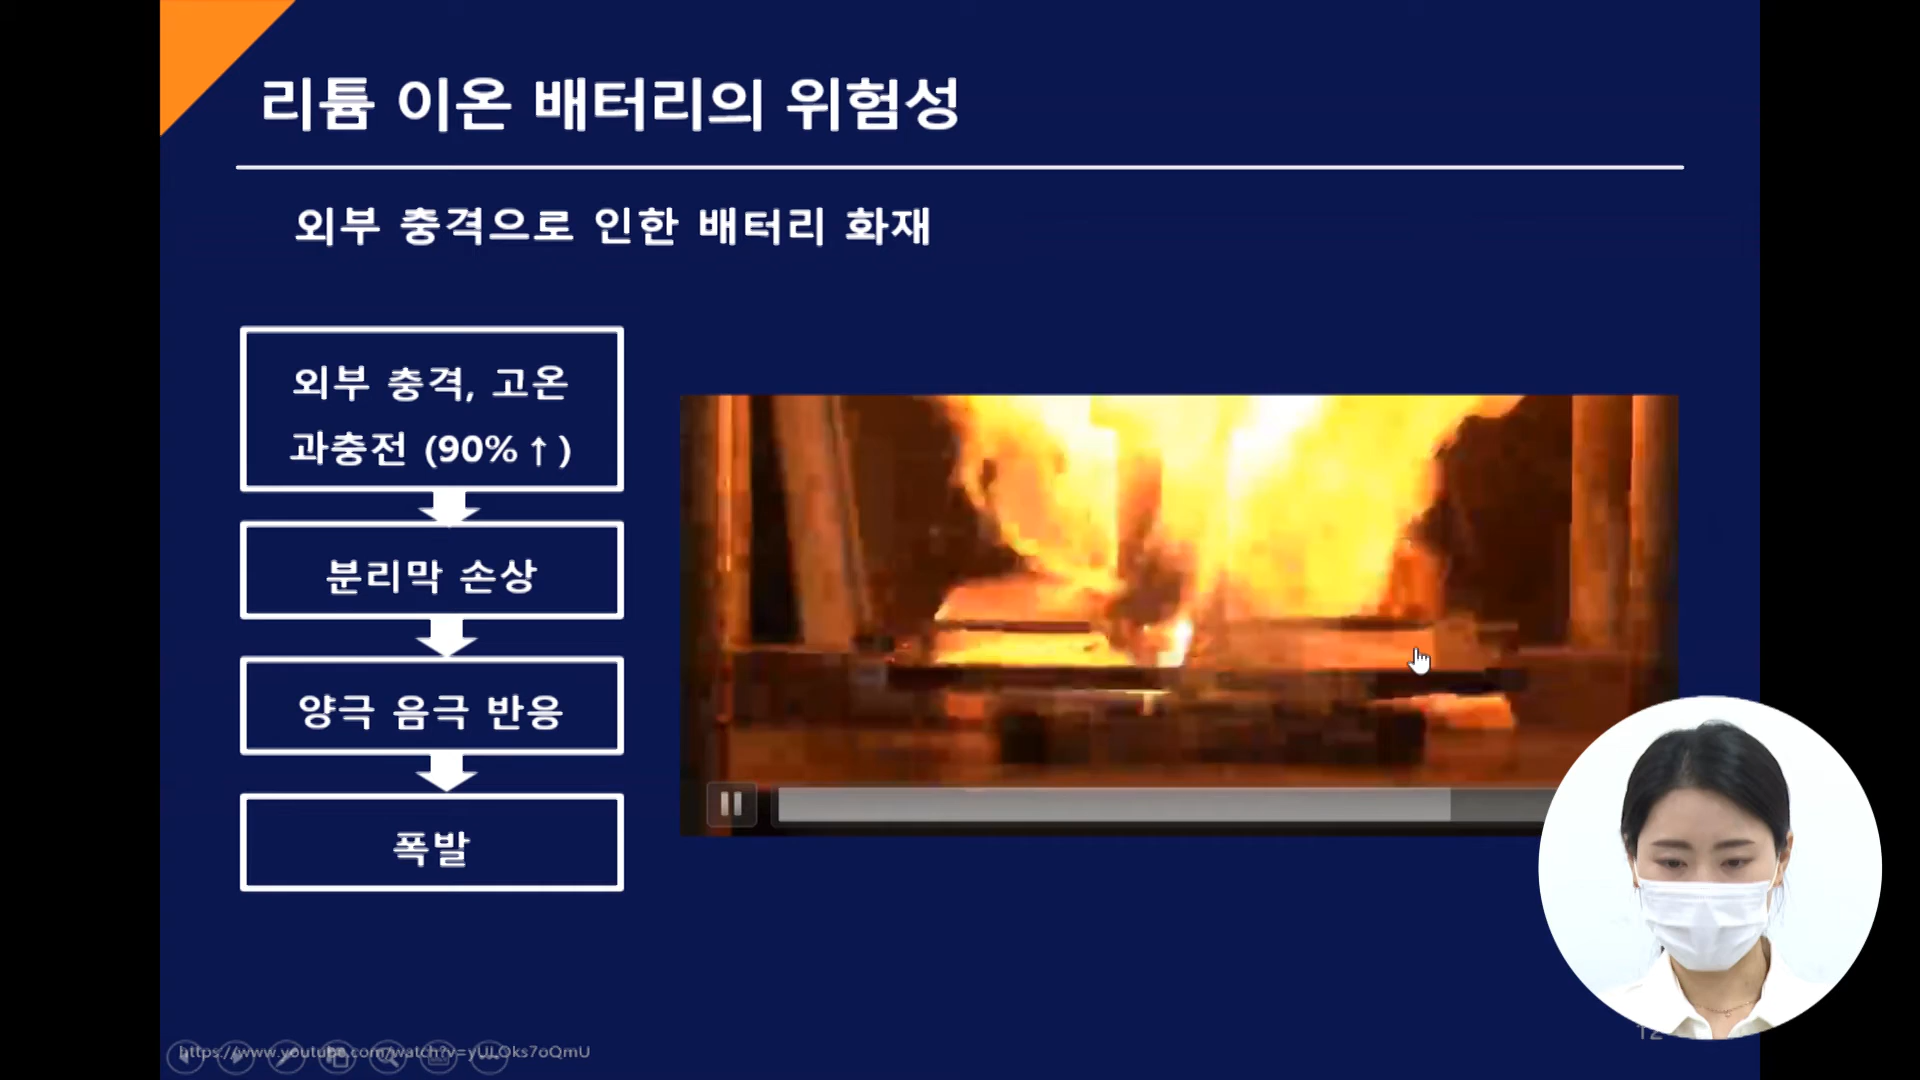 리튬 이온 배터리의 위험성
외부 충격으로 인한 배터리 화재
외부 충격, 고온
과충전 (90%↑)
분리막 손상
양극 음극 반응
폭발
https://www.youtube.com/watch?v=yULQks7oQmU
12